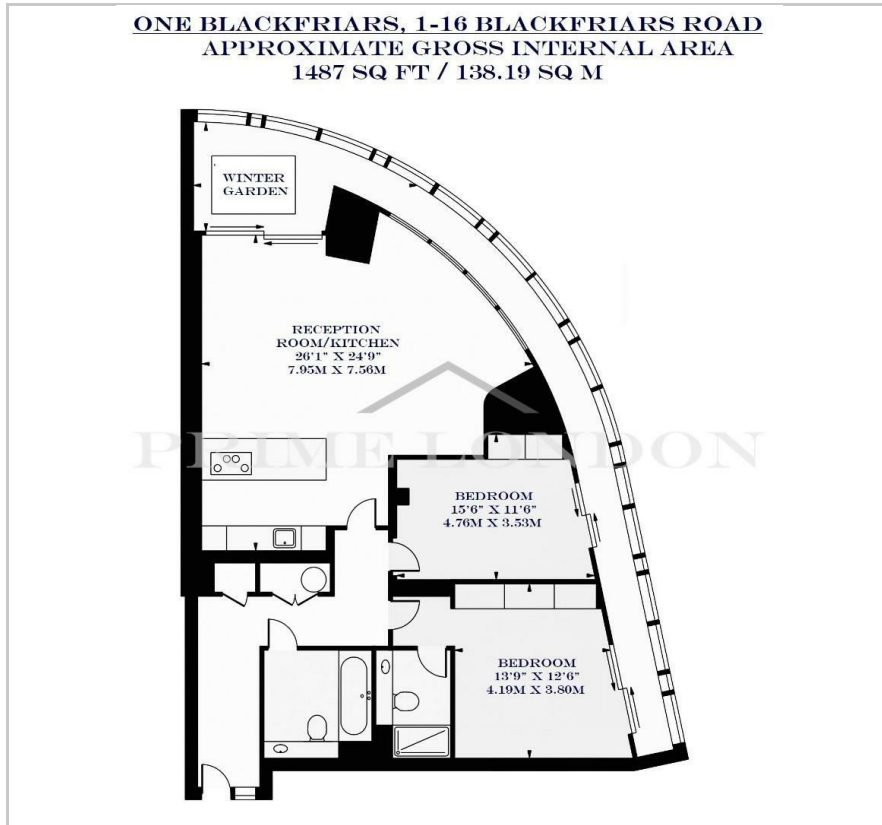 ONE BLACKFRIARS, 1-16 BLACKFRIARS ROAD
APPROXIMATE GROSS INTERNAL AREA
1487 SQ FT / 138.19 SQ M
WINTER
GARDEN
RECEPTION
ROOM/KITCHEN
26'1" X 24'9"
7.95M X 7.56M
PRIME LONDON
BEDROOM
15'6" X 11'6"
4.76M X 3.53M
BEDROOM
13'9" X 12'6"
4.19M X 3.80M